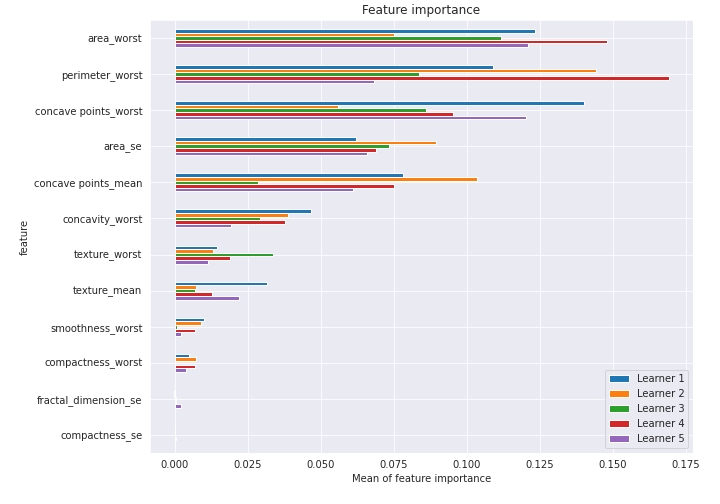 Feature importance
area_worst
perimeter_worst
concave points_worst
area_se
concave points_mean
concavity_worst
texture_worst
texture_mean
smoothness_worst
compactness_worst
fractal_dimension_se
compactness_se
feature
Learner 1
Learner 2
Learner 3
Learner 4
Learner 5
0.000 0.025 0.050 0.075 0.100 0.125 0.150 0.175
Mean of feature importance